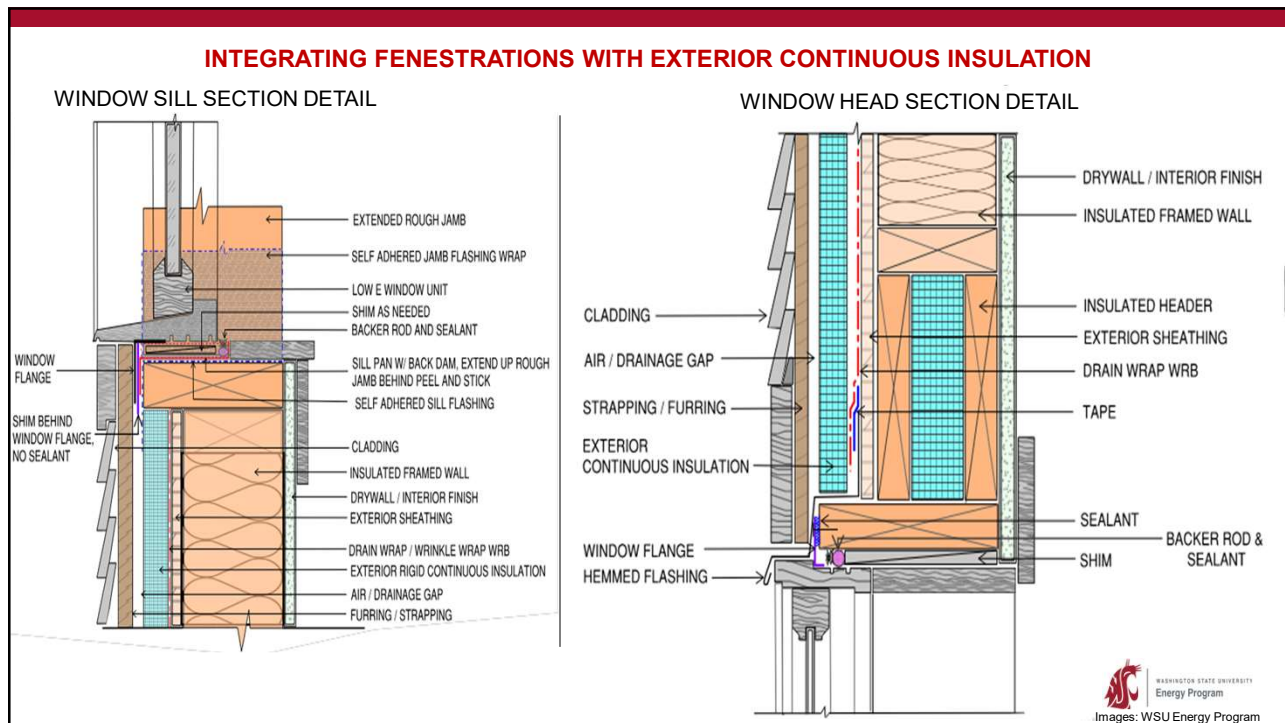 INTEGRATING FENESTRATIONS WITH EXTERIOR CONTINUOUS INSULATION
WINDOW SILL SECTION DETAIL
EXTENDED ROUGH JAMB
SELF ADHERED JAMB FLASHING WRAP
LOW E WINDOW UNIT
SHIM AS NEEDED
BACKER ROD AND SEALANT
WINDOW
FLANGE
SILL PAN W/ BACK DAM, EXTEND UP ROUGH
JAMB BEHIND PEEL AND STICK
SELF ADHERED SILL FLASHING
SHIM BEHIND
WINDOW FLANGE,
NO SEALANT
CLADDING
INSULATED FRAMED WALL
DRYWALL / INTERIOR FINISH
EXTERIOR SHEATHING
DRAIN WRAP / WRINKLE WRAP WRB
EXTERIOR RIGID CONTINUOUS INSULATION
AIR / DRAINAGE GAP
FURRING / STRAPPING
WINDOW HEAD SECTION DETAIL
CLADDING
AIR / DRAINAGE GAP
STRAPPING / FURRING
EXTERIOR
CONTINUOUS INSULATION
WINDOW FLANGE
HEMMED FLASHING
DRYWALL / INTERIOR FINISH
INSULATED FRAMED WALL
INSULATED HEADER
EXTERIOR SHEATHING
DRAIN WRAP WRB
TAPE
SEALANT
BACKER ROD &
SEALANT
SHIM
WASHINGTON STATE UNIVERSITY
Energy Program
Images: WSU Energy Program